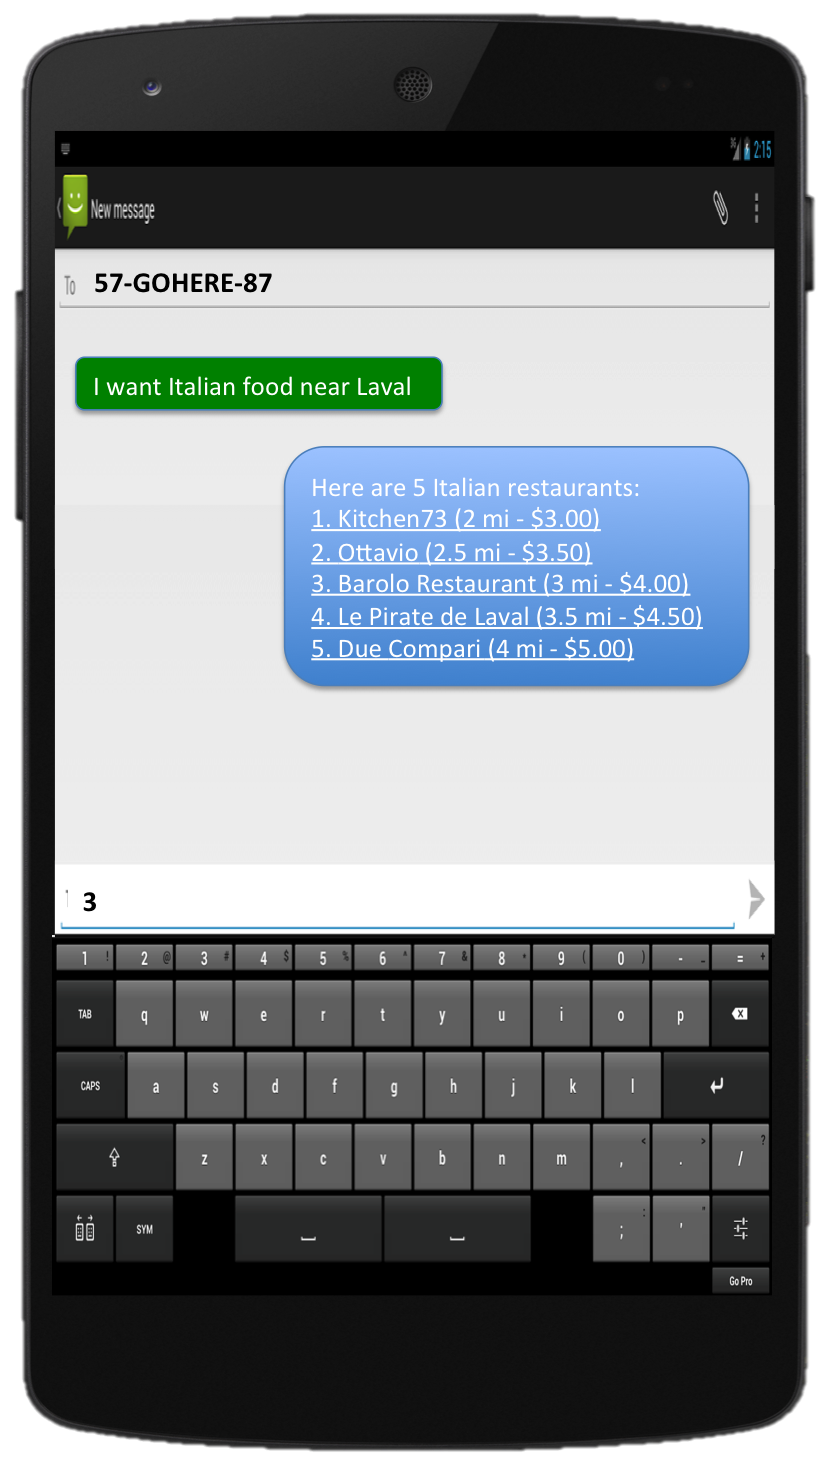 3G 2:15
New message
To 57-GOHERE-87
I want Italian food near Laval
Here are 5 Italian restaurants:
1. Kitchen73 (2 mi - $3.00)
2. Ottavio (2.5 mi - $3.50)
3. Barolo Restaurant (3 mi - $4.00)
4. Le Pirate de Laval (3.5 mi - $4.50)
5. Due Compari (4 mi - $5.00)
3
1 ! 2 @ 3 # 4 $ 5 % 6 ^ 7 & 8 * 9 ( 0 ) - _ = +
TAB q w e r t y u i o p
CAPS a s d f g h j k l
z x c v b n m , < . > / ?
SYM ; : ' "
Go Pro